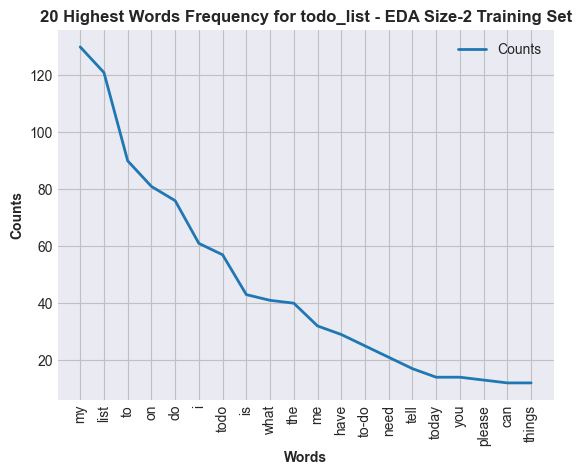 20 Highest Words Frequency for todo_list - EDA Size-2 Training Set
Counts
120
100
80
60
40
20
Counts
my
list
to
on
do
i
todo
is
what
the
me
have
to-do
need
tell
today
you
please
can
things
Words